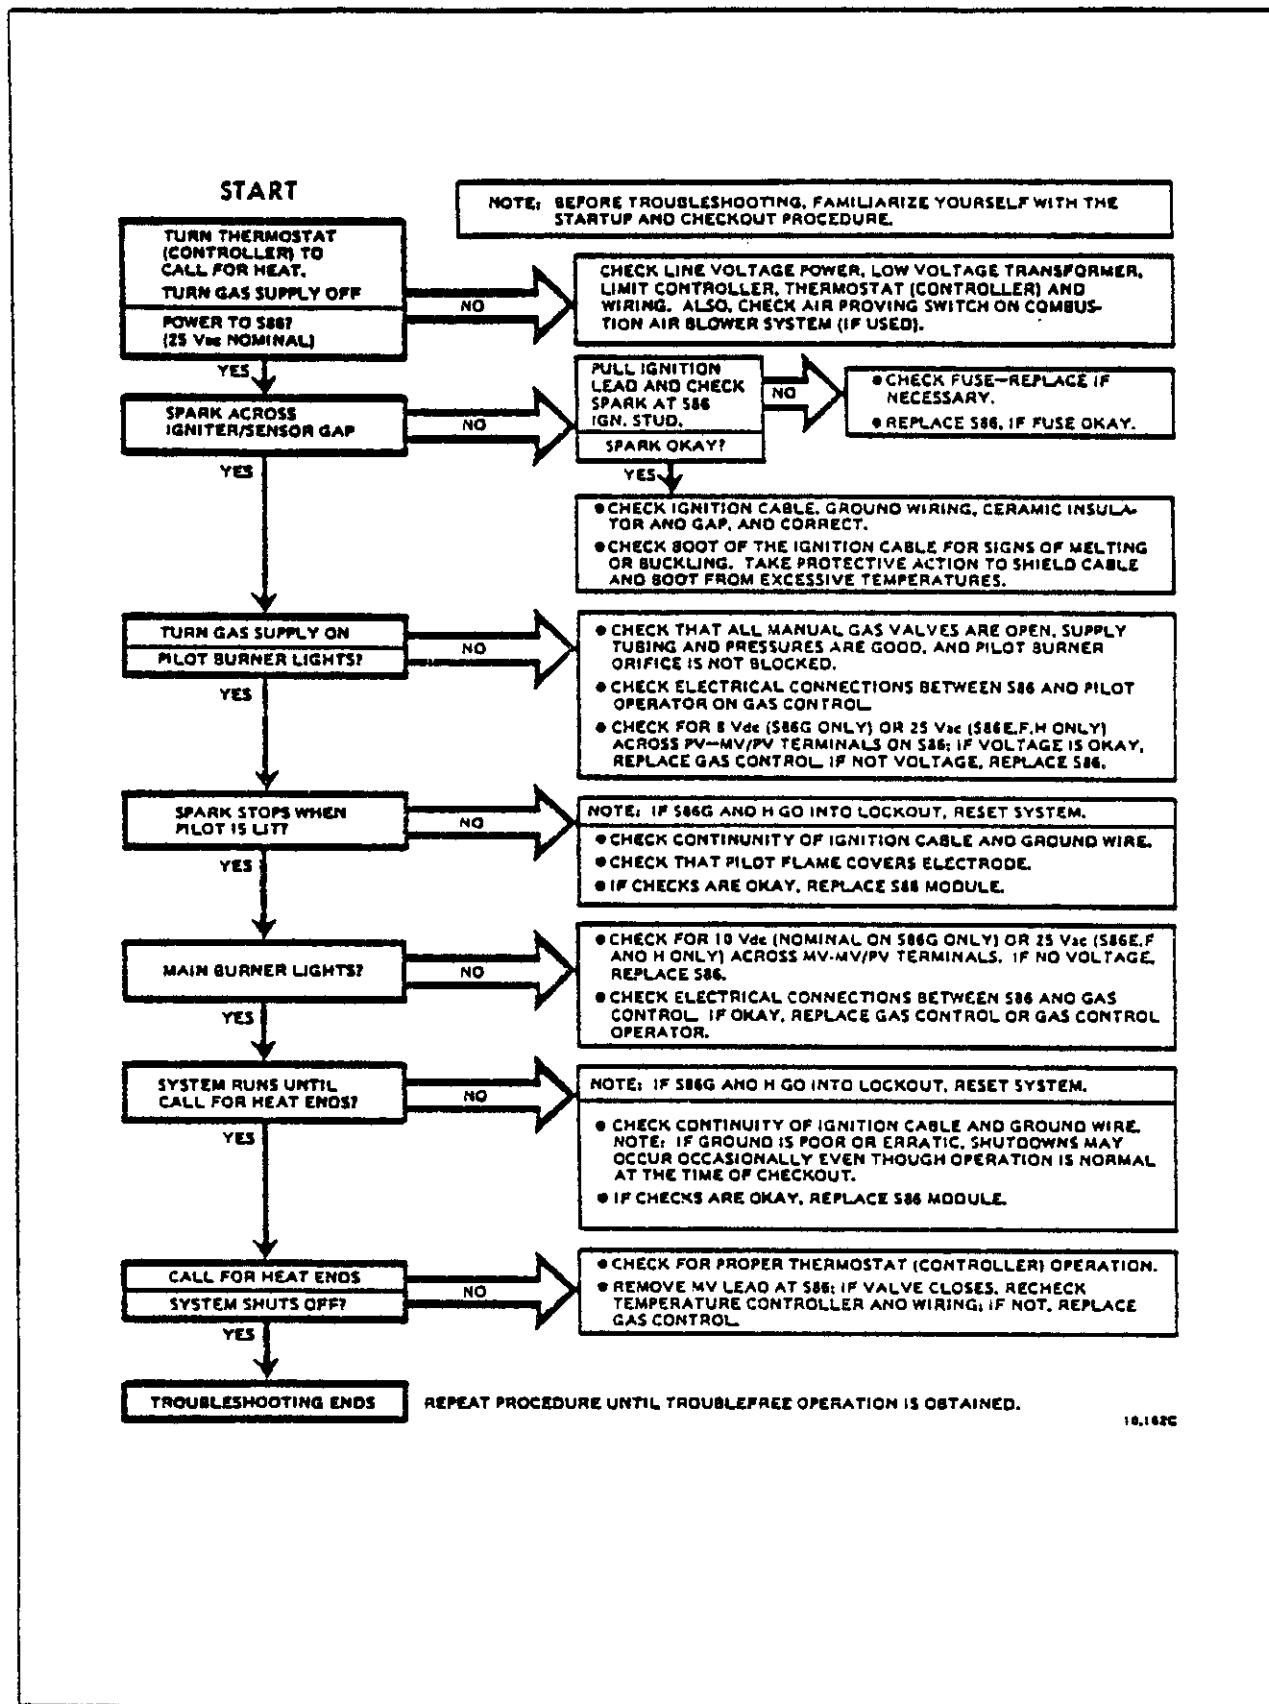 START
NOTE: BEFORE TROUBLESHOOTING, FAMILIARIZE YOURSELF WITH THE
STARTUP AND CHECKOUT PROCEDURE.
TURN THERMOSTAT
(CONTROLLER) TO
CALL FOR HEAT.
TURN GAS SUPPLY OFF
POWER TO S86?
(25 Vac NOMINAL)
NO
CHECK LINE VOLTAGE POWER, LOW VOLTAGE TRANSFORMER,
LIMIT CONTROLLER, THERMOSTAT (CONTROLLER) AND
WIRING. ALSO, CHECK AIR PROVING SWITCH ON COMBUS-
TION AIR BLOWER SYSTEM (IF USED).
YES
SPARK ACROSS
IGNITER/SENSOR GAP
NO
PULL IGNITION
LEAD AND CHECK
SPARK AT S86
IGN. STUD.
SPARK OKAY?
NO
● CHECK FUSE—REPLACE IF
NECESSARY.
● REPLACE S86, IF FUSE OKAY.
YES
YES
● CHECK IGNITION CABLE, GROUND WIRING, CERAMIC INSULA-
TOR AND GAP, AND CORRECT.
● CHECK BOOT OF THE IGNITION CABLE FOR SIGNS OF MELTING
OR BUCKLING. TAKE PROTECTIVE ACTION TO SHIELD CABLE
AND BOOT FROM EXCESSIVE TEMPERATURES.
TURN GAS SUPPLY ON
PILOT BURNER LIGHTS?
NO
● CHECK THAT ALL MANUAL GAS VALVES ARE OPEN, SUPPLY
TUBING AND PRESSURES ARE GOOD, AND PILOT BURNER
ORIFICE IS NOT BLOCKED.
● CHECK ELECTRICAL CONNECTIONS BETWEEN S86 AND PILOT
OPERATOR ON GAS CONTROL.
● CHECK FOR 8 Vdc (S86G ONLY) OR 25 Vac (S86E,F,H ONLY)
ACROSS PV—MV/PV TERMINALS ON S86; IF VOLTAGE IS OKAY,
REPLACE GAS CONTROL. IF NOT VOLTAGE, REPLACE S86.
YES
SPARK STOPS WHEN
PILOT IS LIT?
NO
NOTE: IF S86G AND H GO INTO LOCKOUT, RESET SYSTEM.
● CHECK CONTINUITY OF IGNITION CABLE AND GROUND WIRE.
● CHECK THAT PILOT FLAME COVERS ELECTRODE.
● IF CHECKS ARE OKAY, REPLACE S86 MODULE.
YES
MAIN BURNER LIGHTS?
NO
● CHECK FOR 10 Vdc (NOMINAL ON S86G ONLY) OR 25 Vac (S86E,F
AND H ONLY) ACROSS MV-MV/PV TERMINALS. IF NO VOLTAGE,
REPLACE S86.
● CHECK ELECTRICAL CONNECTIONS BETWEEN S86 AND GAS
CONTROL. IF OKAY, REPLACE GAS CONTROL OR GAS CONTROL
OPERATOR.
YES
SYSTEM RUNS UNTIL
CALL FOR HEAT ENDS?
NO
NOTE: IF S86G AND H GO INTO LOCKOUT, RESET SYSTEM.
● CHECK CONTINUITY OF IGNITION CABLE AND GROUND WIRE.
NOTE: IF GROUND IS POOR OR ERRATIC, SHUTDOWNS MAY
OCCUR OCCASIONALLY EVEN THOUGH OPERATION IS NORMAL
AT THE TIME OF CHECKOUT.
● IF CHECKS ARE OKAY, REPLACE S86 MODULE.
YES
CALL FOR HEAT ENDS
SYSTEM SHUTS OFF?
NO
● CHECK FOR PROPER THERMOSTAT (CONTROLLER) OPERATION.
● REMOVE MV LEAD AT S86; IF VALVE CLOSES, RECHECK
TEMPERATURE CONTROLLER AND WIRING; IF NOT, REPLACE
GAS CONTROL.
YES
TROUBLESHOOTING ENDS
REPEAT PROCEDURE UNTIL TROUBLEFREE OPERATION IS OBTAINED.
10,162C